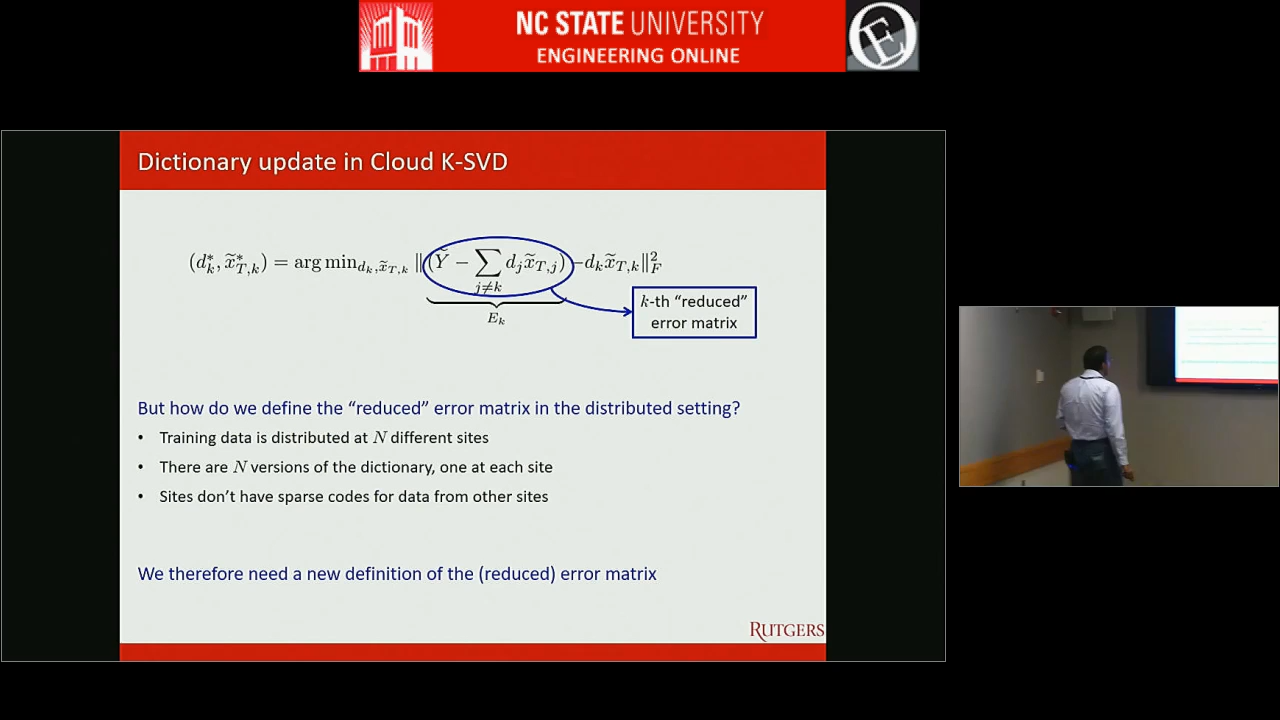 NC STATE UNIVERSITY
ENGINEERING ONLINE
Dictionary update in Cloud K-SVD
(d_k^*, x̃_{T,k}^*) = arg min_{d_k, x̃_{T,k}} ‖(Ỹ − ∑_{j≠k} d_j x̃_{T,j}) − d_k x̃_{T,k}‖_F^2
E_k
k-th “reduced”
error matrix
But how do we define the “reduced” error matrix in the distributed setting?
• Training data is distributed at N different sites
• There are N versions of the dictionary, one at each site
• Sites don’t have sparse codes for data from other sites
We therefore need a new definition of the (reduced) error matrix
RUTGERS